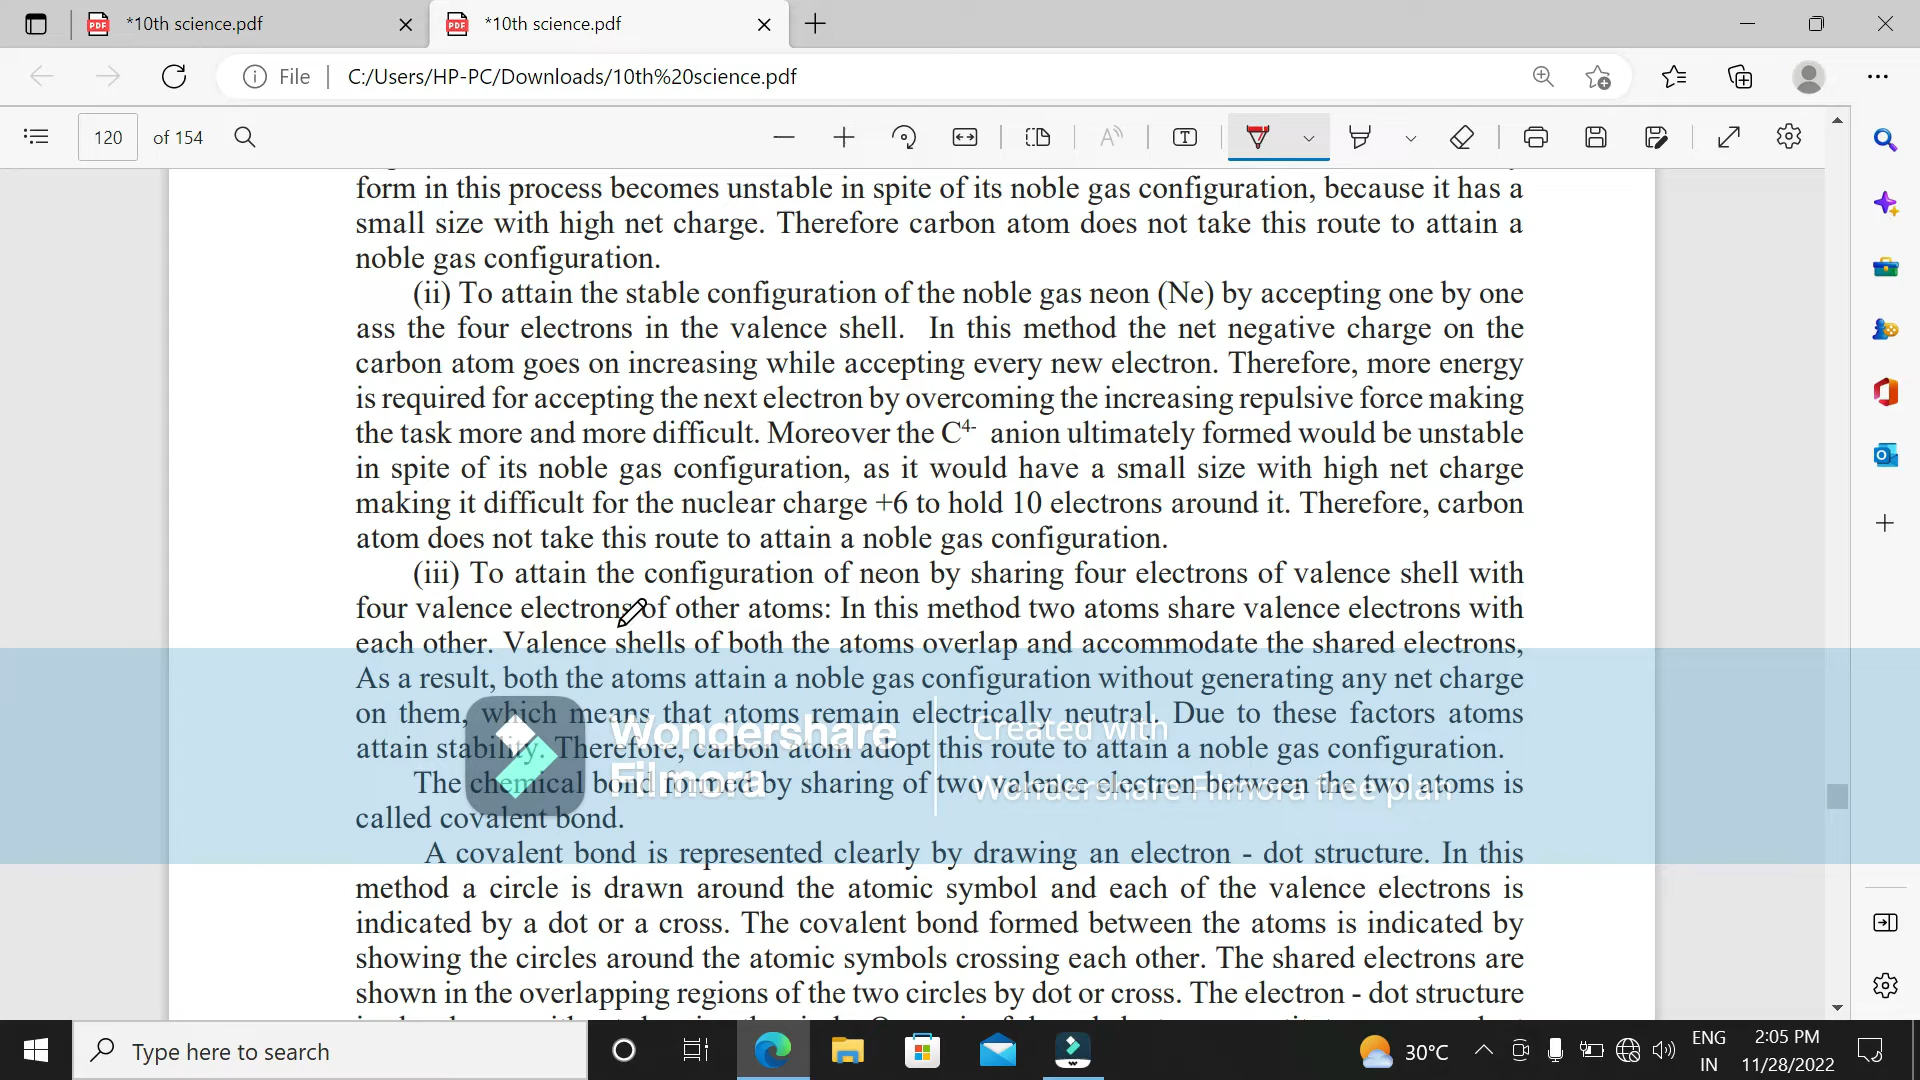 *10th science.pdf
*10th science.pdf
File
C:/Users/HP-PC/Downloads/10th%20science.pdf
120 of 154
form in this process becomes unstable in spite of its noble gas configuration, because it has a
small size with high net charge. Therefore carbon atom does not take this route to attain a
noble gas configuration.
(ii) To attain the stable configuration of the noble gas neon (Ne) by accepting one by one
ass the four electrons in the valence shell. In this method the net negative charge on the
carbon atom goes on increasing while accepting every new electron. Therefore, more energy
is required for accepting the next electron by overcoming the increasing repulsive force making
the task more and more difficult. Moreover the C⁴⁻ anion ultimately formed would be unstable
in spite of its noble gas configuration, as it would have a small size with high net charge
making it difficult for the nuclear charge +6 to hold 10 electrons around it. Therefore, carbon
atom does not take this route to attain a noble gas configuration.
(iii) To attain the configuration of neon by sharing four electrons of valence shell with
four valence electrons of other atoms: In this method two atoms share valence electrons with
each other. Valence shells of both the atoms overlap and accommodate the shared electrons,
As a result, both the atoms attain a noble gas configuration without generating any net charge
on them, which means that atoms remain electrically neutral. Due to these factors atoms
attain stability. Therefore, carbon atom adopt this route to attain a noble gas configuration.
The chemical bond formed by sharing of two valence electron between the two atoms is
called covalent bond.
Wondershare
Filmora
Created with
Wondershare Filmora free plan
A covalent bond is represented clearly by drawing an electron - dot structure. In this
method a circle is drawn around the atomic symbol and each of the valence electrons is
indicated by a dot or a cross. The covalent bond formed between the atoms is indicated by
showing the circles around the atomic symbols crossing each other. The shared electrons are
shown in the overlapping regions of the two circles by dot or cross. The electron - dot structure
Type here to search
30°C
ENG
IN
2:05 PM
11/28/2022